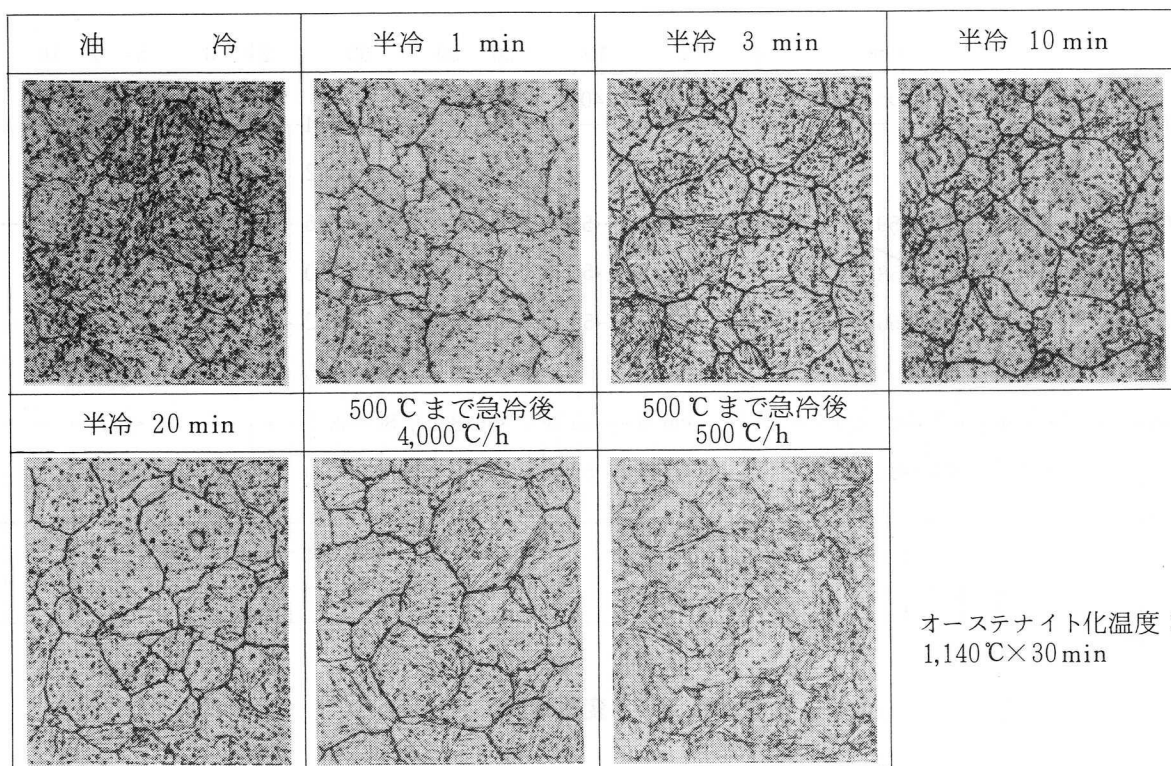 油 冷
半冷 1 min
半冷 3 min
半冷 10 min
半冷 20 min
500℃まで急冷後
4,000℃/h
500℃まで急冷後
500℃/h
オーステナイト化温度
1,140℃×30min